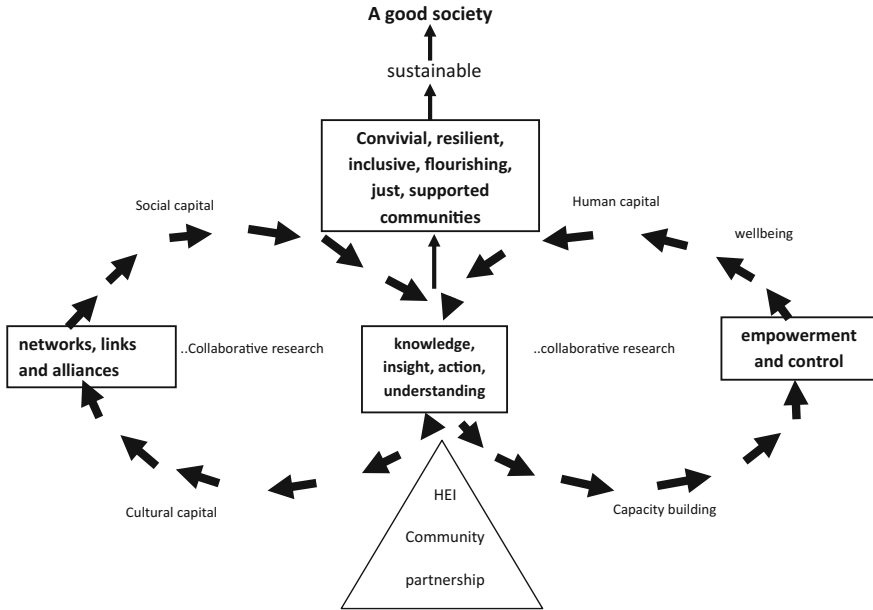 A good society
sustainable
Convivial, resilient,
inclusive, flourishing,
just, supported
communities
Social capital
Human capital
wellbeing
networks, links
and alliances
..Collaborative research
knowledge,
insight, action,
understanding
..collaborative research
empowerment
and control
Cultural capital
HEI
Community
partnership
Capacity building